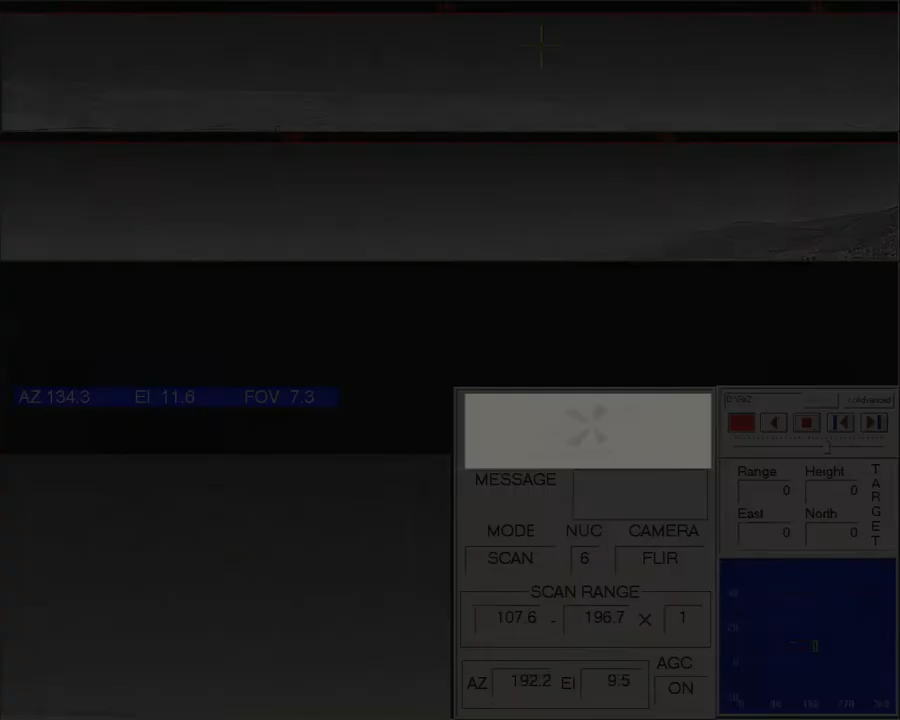 AZ 134.3 El 11.6 FOV 7.3
Advanced
MESSAGE
MODE NUC CAMERA
SCAN 6 FLIR
SCAN RANGE
107.6 - 196.7 X 1
AZ 192.2 El 9.5
AGC
ON
Range Height
0 0
East North
0 0
TARGET